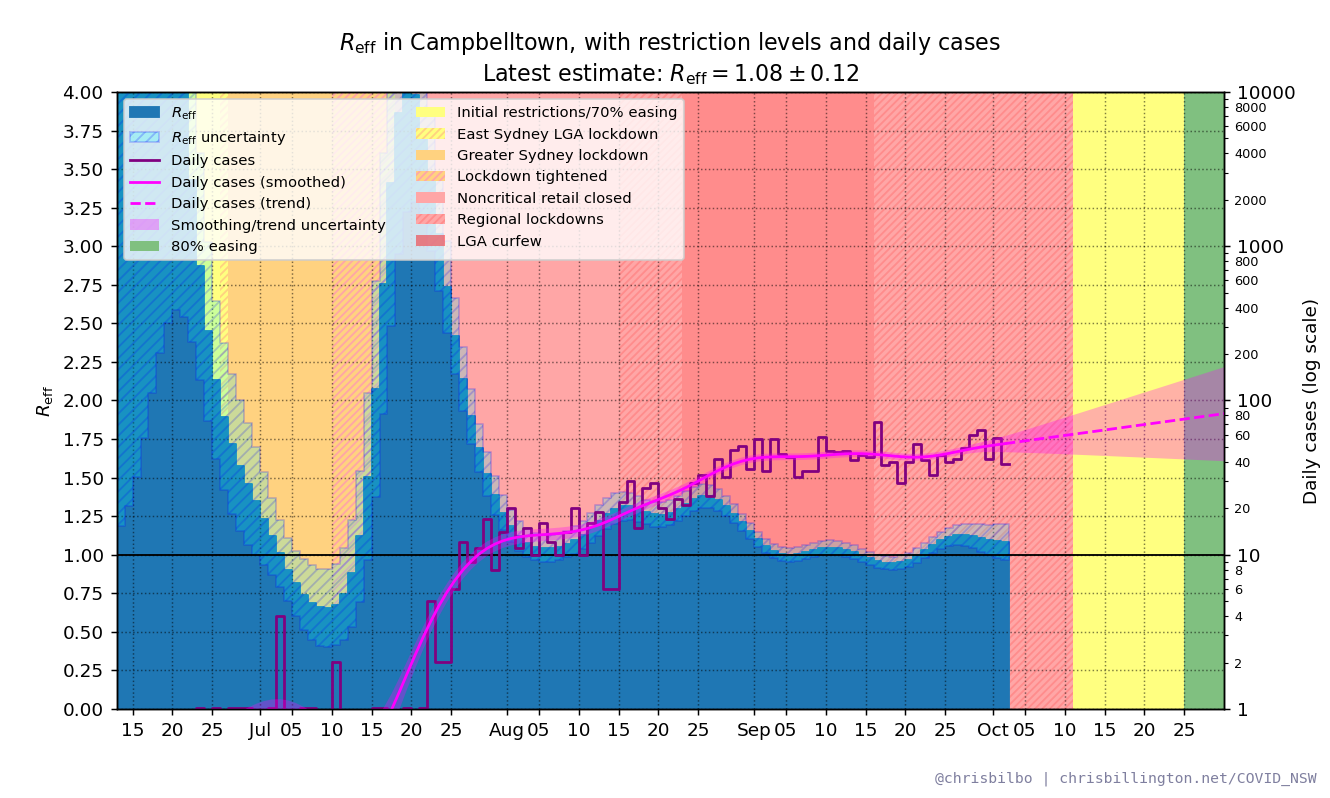 R_eff in Campbelltown, with restriction levels and daily cases
Latest estimate: R_eff = 1.08 ± 0.12
R_eff
R_eff uncertainty
Daily cases
Daily cases (smoothed)
Daily cases (trend)
Smoothing/trend uncertainty
80% easing
Initial restrictions/70% easing
East Sydney LGA lockdown
Greater Sydney lockdown
Lockdown tightened
Noncritical retail closed
Regional lockdowns
LGA curfew
R_eff
4.00
3.75
3.50
3.25
3.00
2.75
2.50
2.25
2.00
1.75
1.50
1.25
1.00
0.75
0.50
0.25
0.00
10000
8000
6000
4000
2000
1000
800
600
400
200
100
80
60
40
20
10
8
6
4
2
1
Daily cases (log scale)
15 20 25 Jul 05 10 15 20 25 Aug 05 10 15 20 25 Sep 05 10 15 20 25 Oct 05 10 15 20 25
@chrisbilbo | chrisbillington.net/COVID_NSW